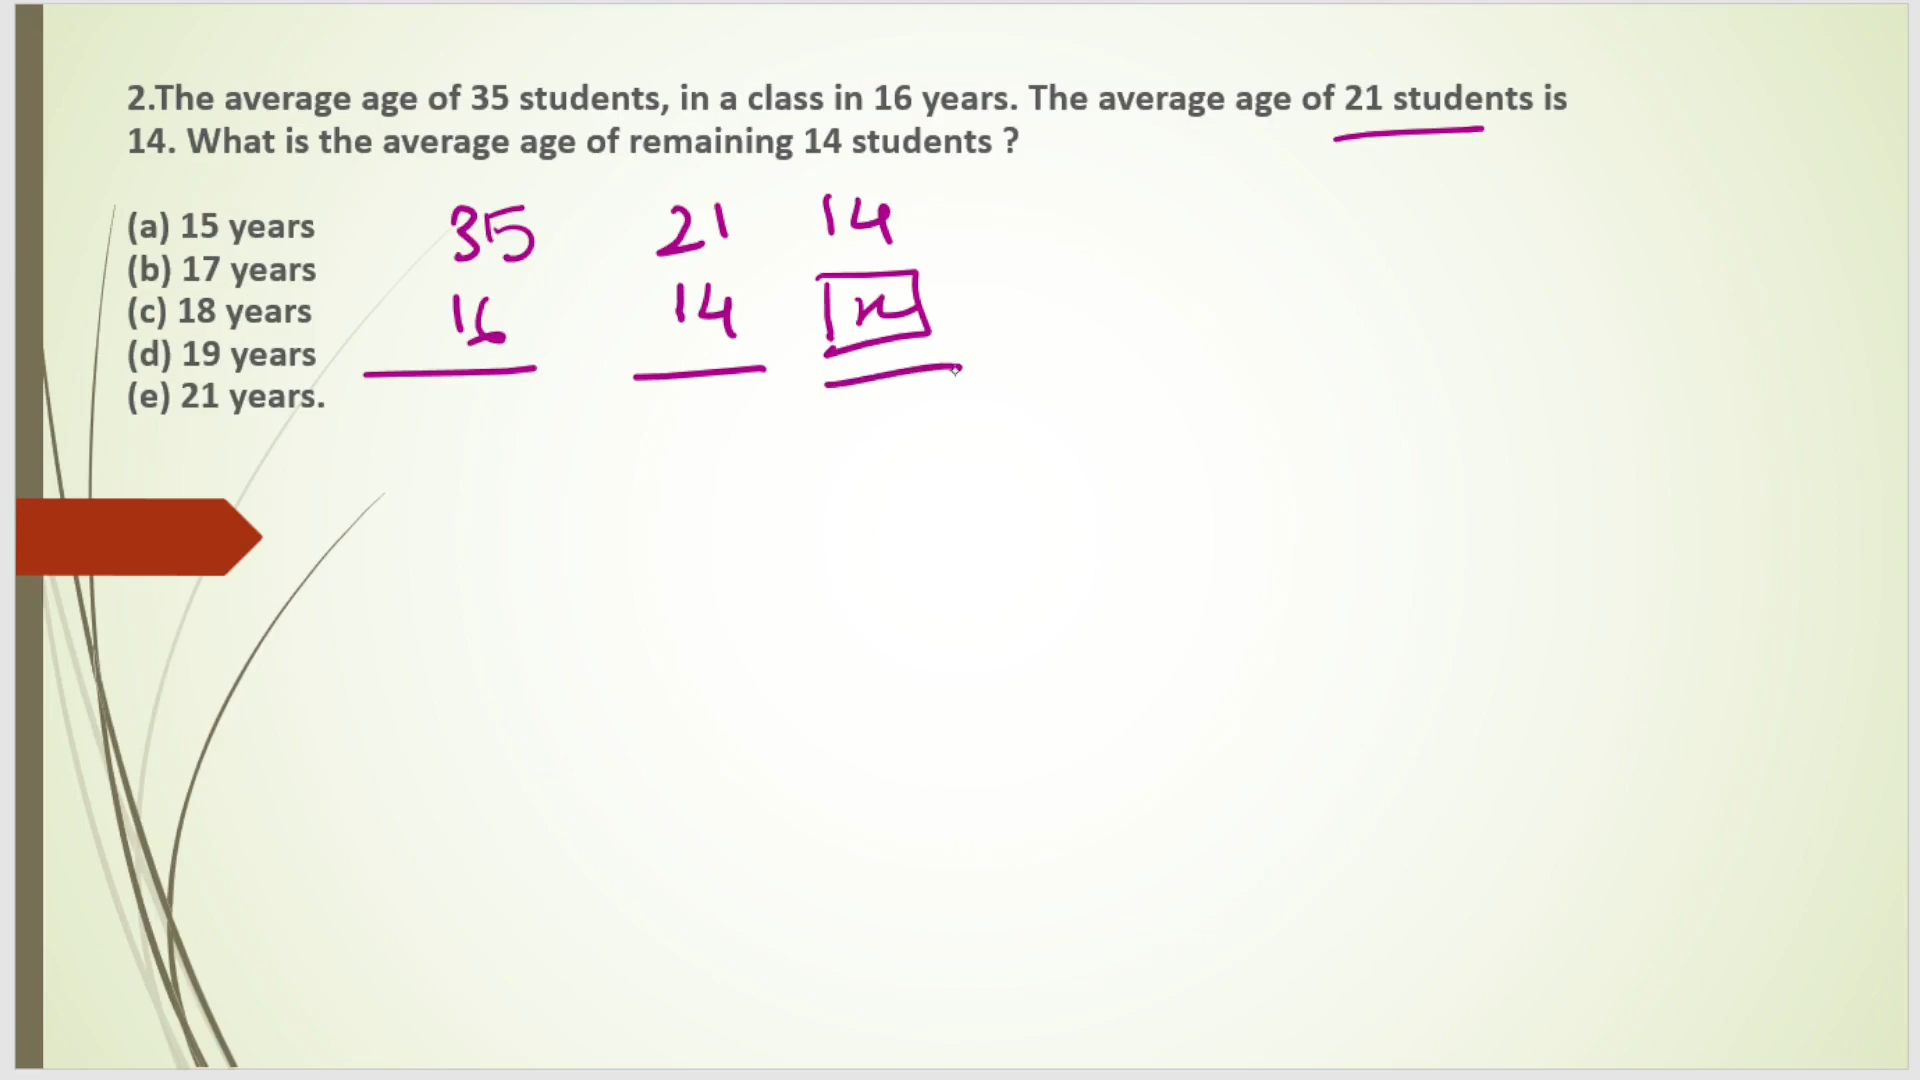 2.The average age of 35 students, in a class in 16 years. The average age of 21 students is
14. What is the average age of remaining 14 students ?
(a) 15 years
(b) 17 years
(c) 18 years
(d) 19 years
(e) 21 years.
35 21 14
16 14 x